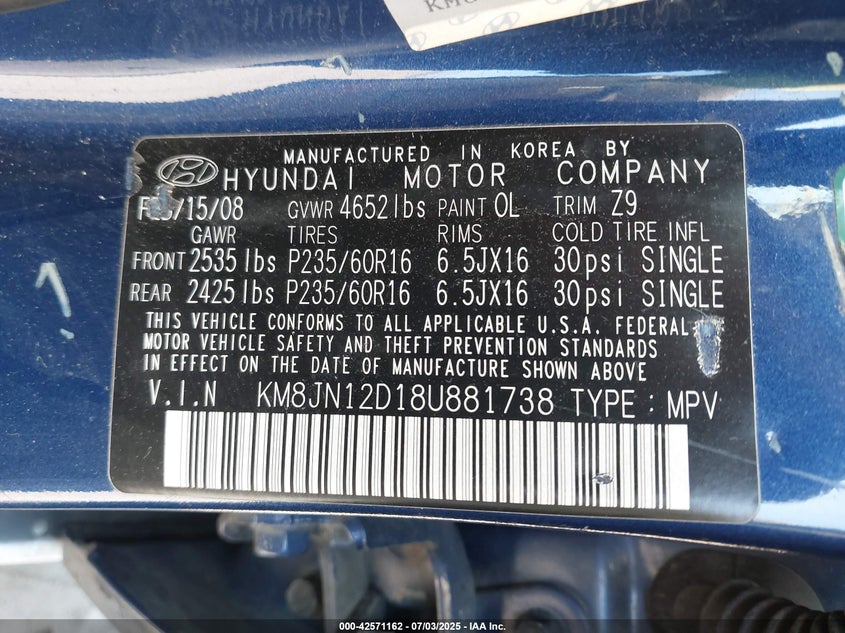 MANUFACTURED IN KOREA BY
HYUNDAI MOTOR COMPANY
/15/08 GVWR 4652lbs PAINT OL TRIM Z9
GAWR TIRES RIMS COLD TIRE INFL
FRONT 2535lbs P235/60R16 6.5JX16 30psi SINGLE
REAR 2425lbs P235/60R16 6.5JX16 30psi SINGLE
THIS VEHICLE CONFORMS TO ALL APPLICABLE U.S.A. FEDERAL
MOTOR VEHICLE SAFETY AND THEFT PREVENTION STANDARDS
IN EFFECT ON THE DATE OF MANUFACTURE SHOWN ABOVE
V.I.N KM8JN12D18U881738 TYPE : MPV
000-42571162 - 07/03/2025 - IAA Inc.